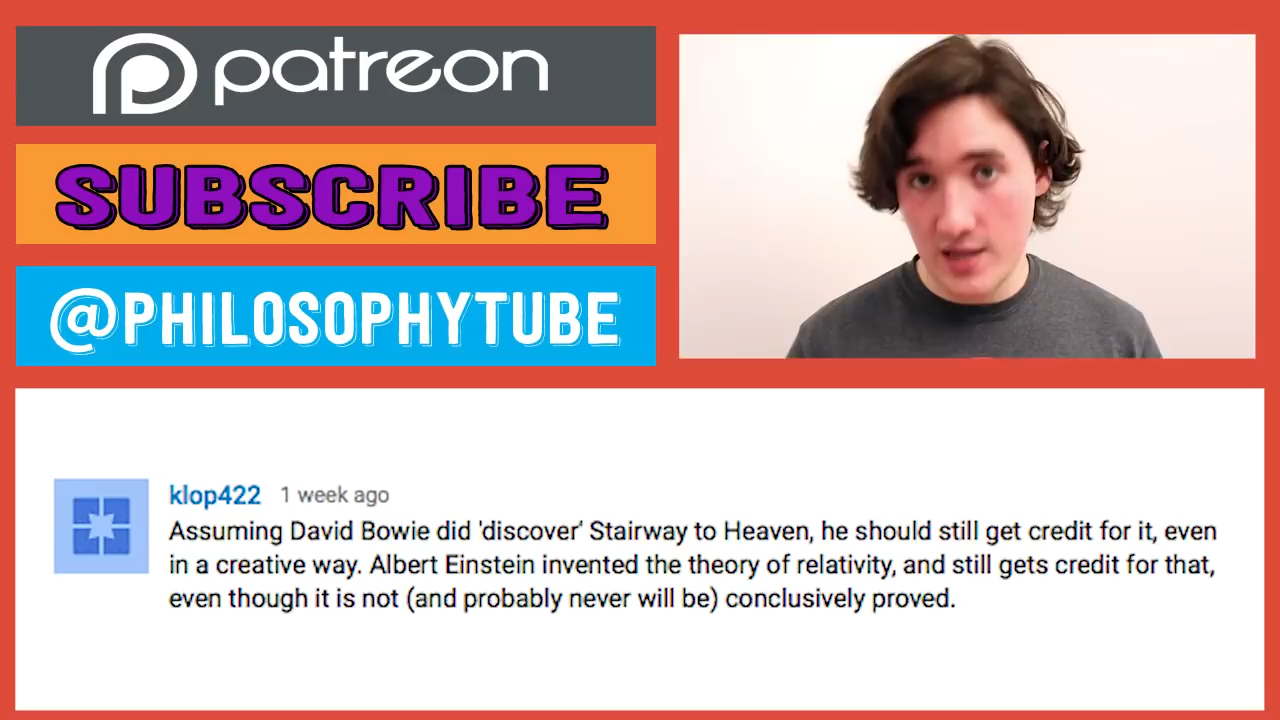 patreon
SUBSCRIBE
@PHILOSOPHYTUBE
klop422 1 week ago
Assuming David Bowie did 'discover' Stairway to Heaven, he should still get credit for it, even
in a creative way. Albert Einstein invented the theory of relativity, and still gets credit for that,
even though it is not (and probably never will be) conclusively proved.